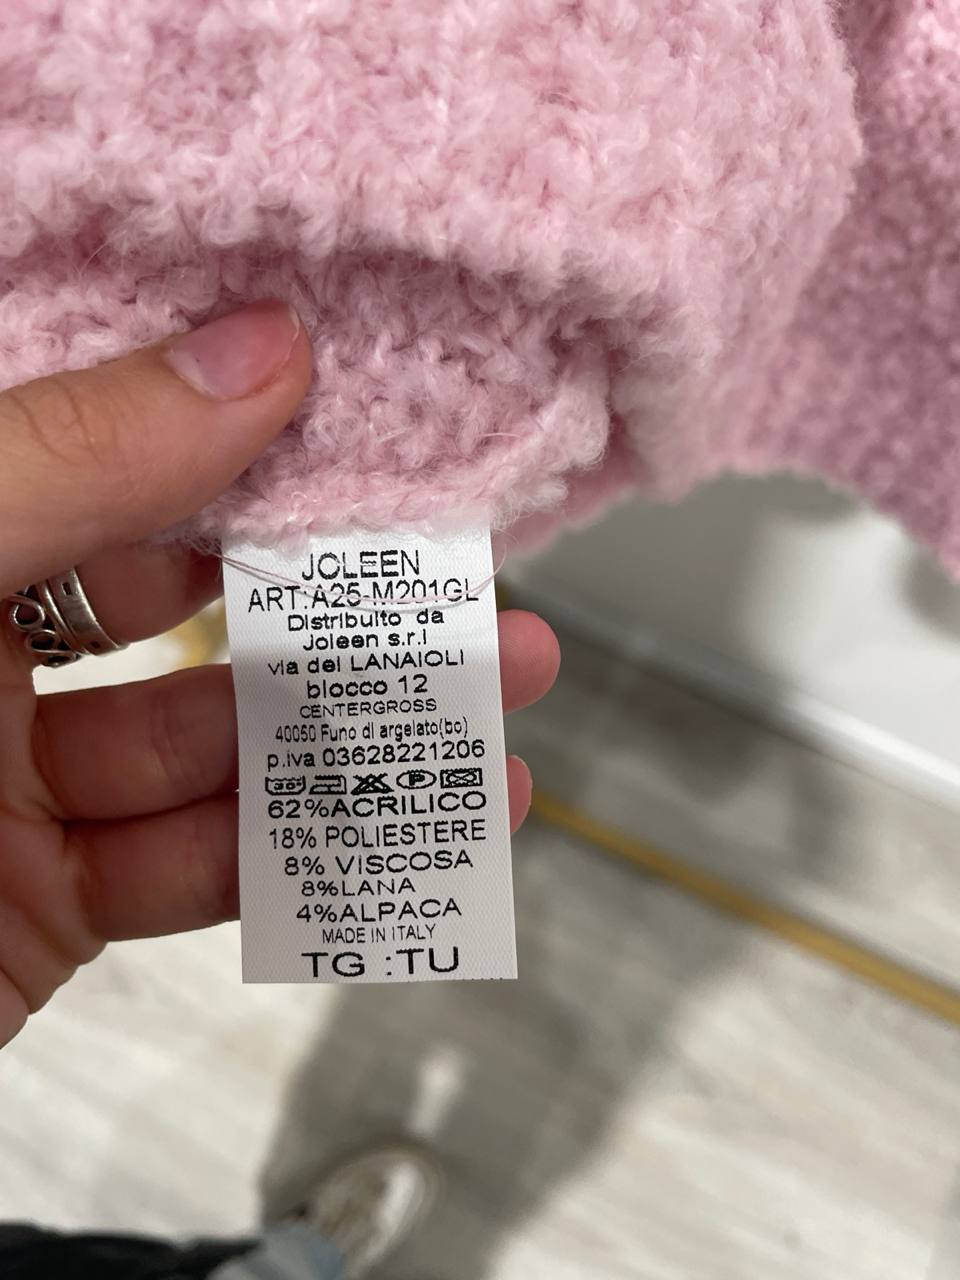 JOLEEN
ART:A25-M201GL
Distribuito da
Joleen s.r.l
via dei LANAIOLI
blocco 12
CENTERGROSS
40050 Funo di argelato(bo)
p.iva 03628221206
62%ACRILICO
18% POLIESTERE
8% VISCOSA
8%LANA
4%ALPACA
MADE IN ITALY
TG :TU